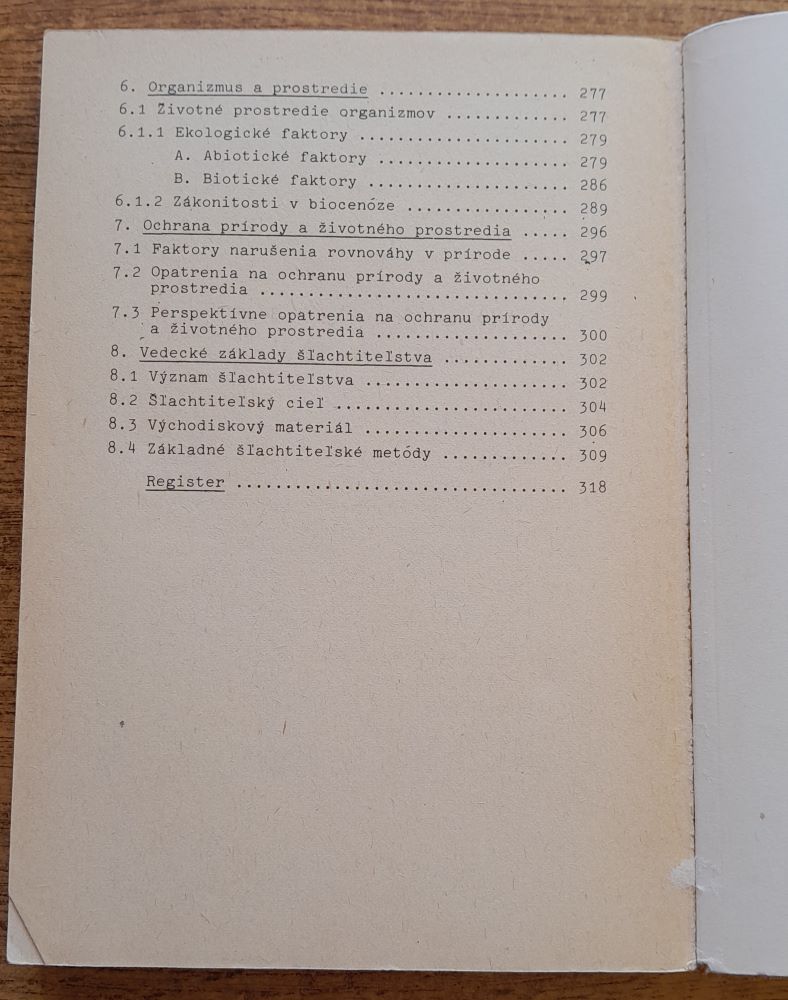 6. Organizmus a prostredie ................... 277
6.1 Životné prostredie organizmov ............. 277
6.1.1 Ekologické faktory ..................... 279
A. Abiotické faktory ................... 279
B. Biotické faktory .................... 286
6.1.2 Zákonitosti v biocenóze ................. 289
7. Ochrana prírody a životného prostredia ..... 296
7.1 Faktory narušenia rovnováhy v prírode ..... 297
7.2 Opatrenia na ochranu prírody a životného
prostredia ............................... 299
7.3 Perspektívne opatrenia na ochranu prírody
a životného prostredia .................... 300
8. Vedecké základy šľachtiteľstva ............. 302
8.1 Význam šľachtiteľstva ..................... 302
8.2 Šľachtiteľský cieľ ........................ 304
8.3 Východiskový materiál ..................... 306
8.4 Základné šľachtiteľské metódy ............. 309
Register .................................. 318